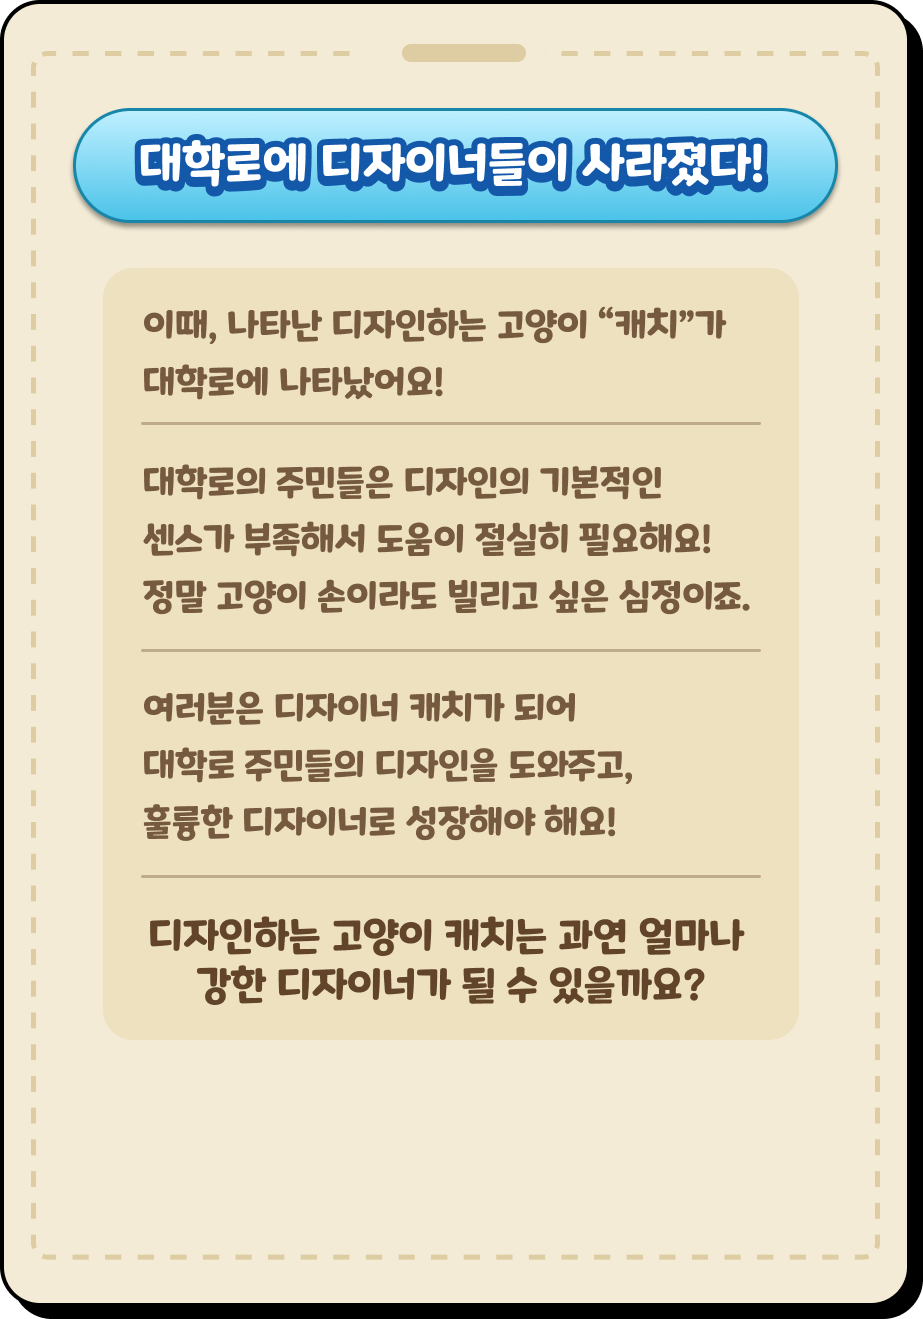 대학로에 디자이너들이 사라졌다!
이때, 나타난 디자인하는 고양이 “캐치”가
대학로에 나타났어요!
대학로의 주민들은 디자인의 기본적인
센스가 부족해서 도움이 절실히 필요해요!
정말 고양이 손이라도 빌리고 싶은 심정이죠.
여러분은 디자이너 캐치가 되어
대학로 주민들의 디자인을 도와주고,
훌륭한 디자이너로 성장해야 해요!
디자인하는 고양이 캐치는 과연 얼마나
강한 디자이너가 될 수 있을까요?